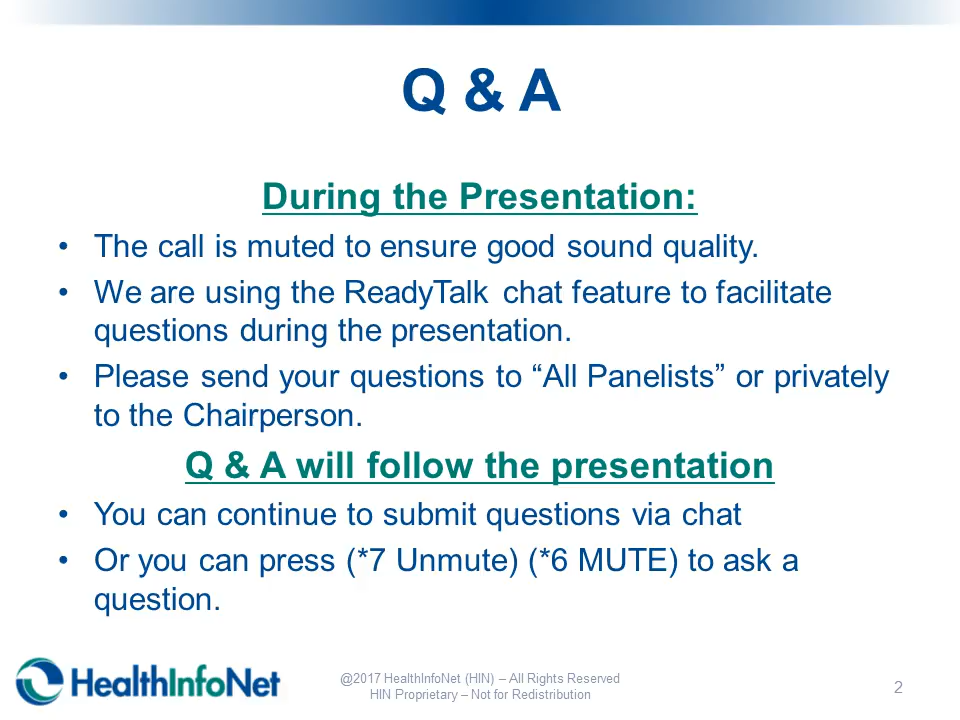 Q & A
During the Presentation:
• The call is muted to ensure good sound quality.
• We are using the ReadyTalk chat feature to facilitate
questions during the presentation.
• Please send your questions to “All Panelists” or privately
to the Chairperson.
Q & A will follow the presentation
• You can continue to submit questions via chat
• Or you can press (*7 Unmute) (*6 MUTE) to ask a
question.
HealthInfoNet
@2017 HealthInfoNet (HIN) – All Rights Reserved
HIN Proprietary – Not for Redistribution
2